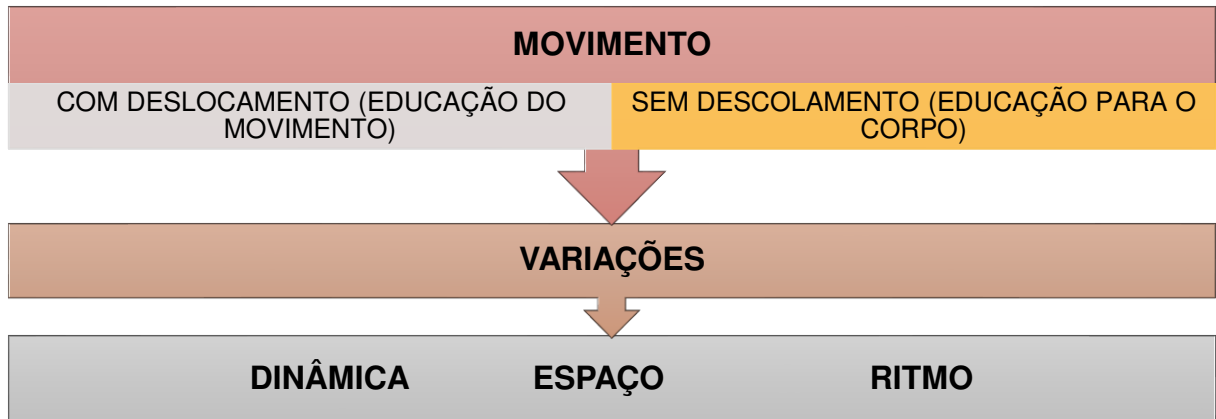 MOVIMENTO
COM DESLOCAMENTO (EDUCAÇÃO DO
MOVIMENTO)
SEM DESCOLAMENTO (EDUCAÇÃO PARA O
CORPO)
VARIAÇÕES
DINÂMICA ESPAÇO RITMO